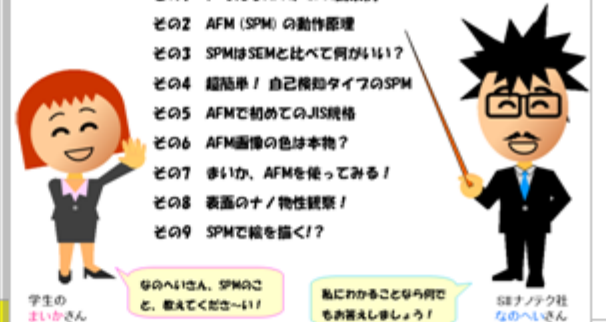 その2 AFM (SPM) の動作原理
その3 SPMはSEMと比べて何がいい?
その4 超簡単! 自己検知タイプのSPM
その5 AFMで初めてのJIS規格
その6 AFM画像の色は本物?
その7 まいか、AFMを使ってみる!
その8 表面のナノ物性観察!
その9 SPMで絵を描く!?
なのへいさん、SPMのこ
と、教えてくださ〜い!
私にわかることなら何で
もお答えしましょう!
学生の
まいかさん
SIIナノテク社
なのへいさん